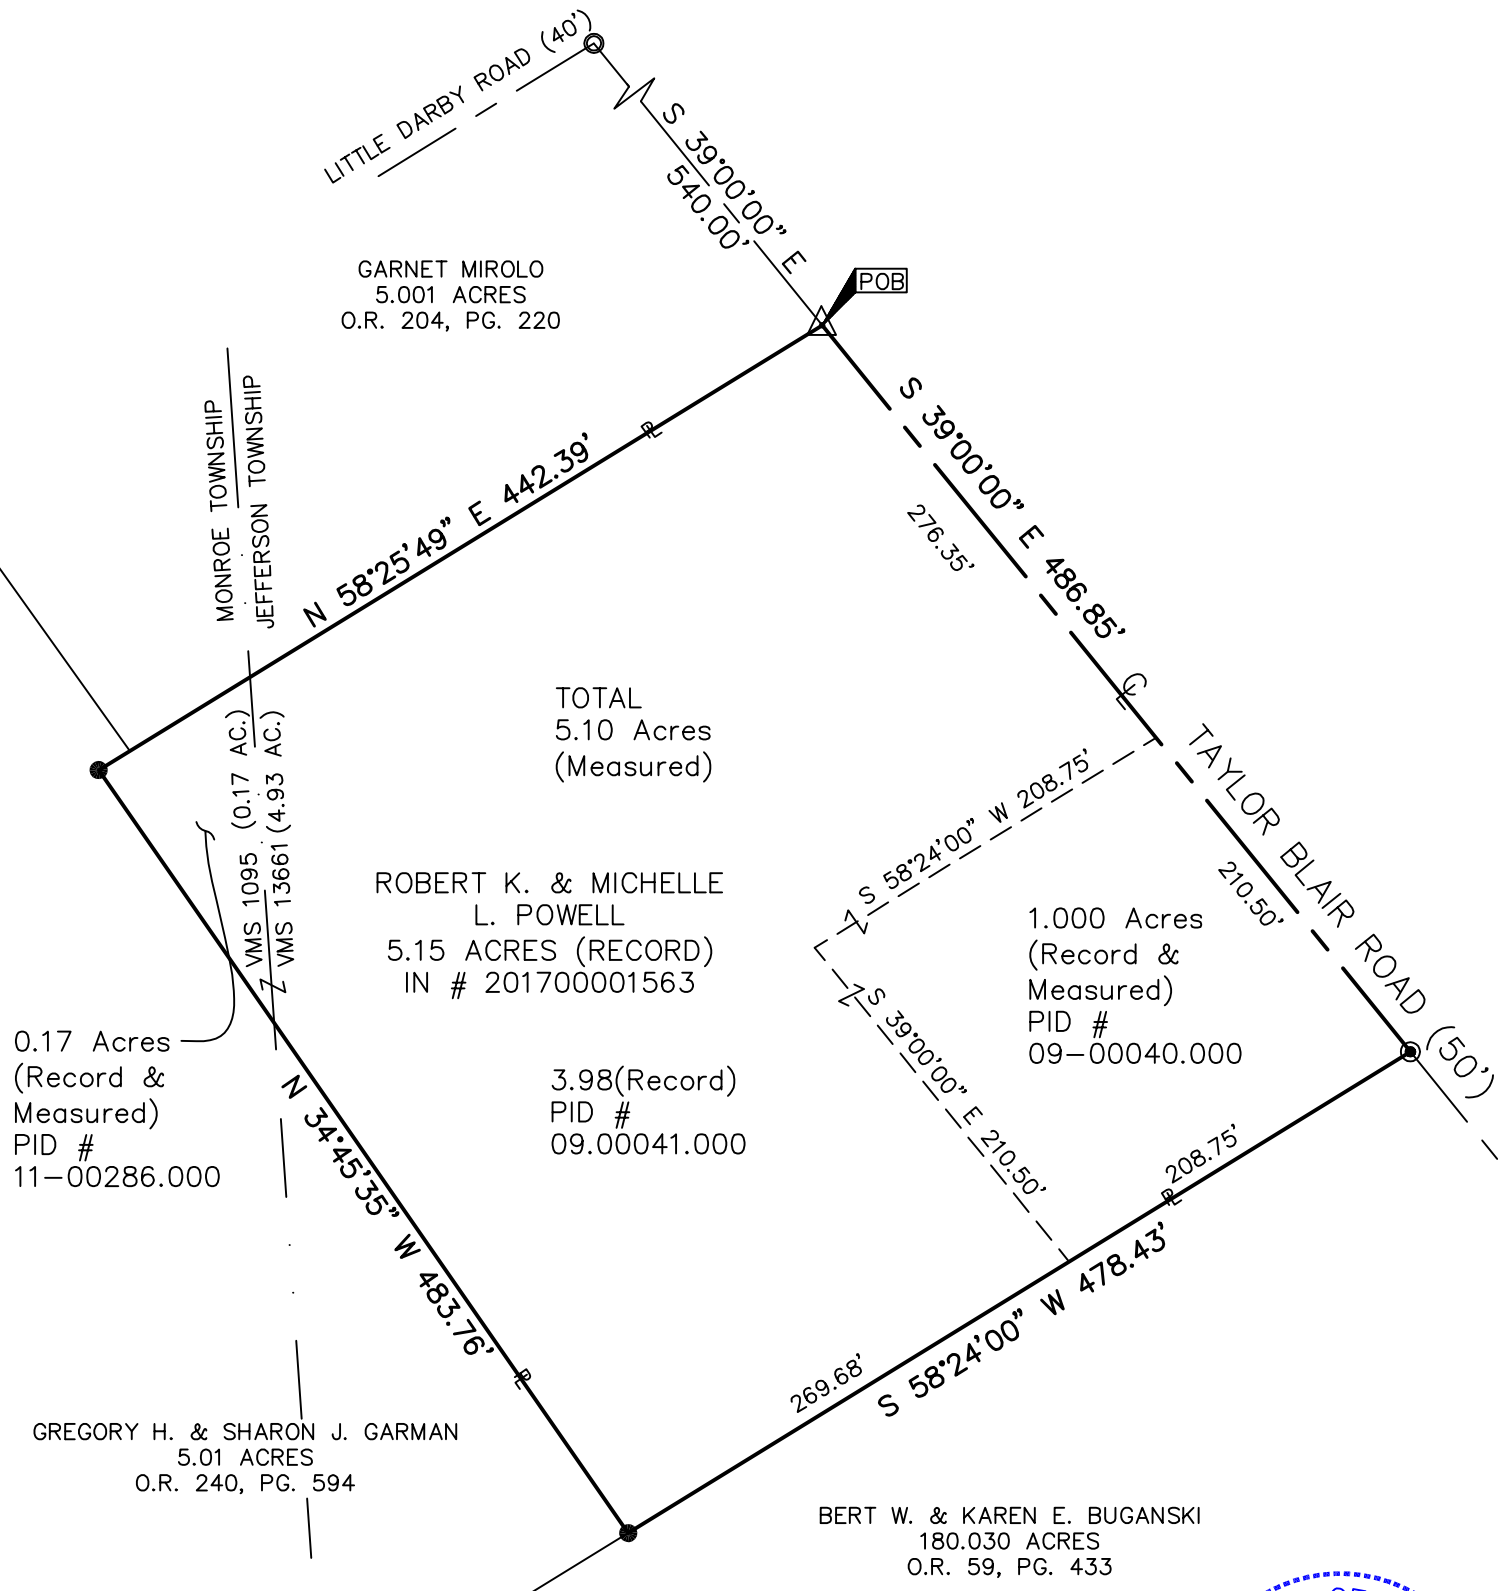 LITTLE DARBY ROAD (40')
S 39°00'00" E
540.00'
GARNET MIROLO
5.001 ACRES
O.R. 204, PG. 220
POB
MONROE TOWNSHIP
JEFFERSON TOWNSHIP
N 58°25'49" E 442.39'
S 39°00'00" E 486.85'
276.35'
TAYLOR BLAIR ROAD (50')
210.50'
TOTAL
5.10 Acres
(Measured)
VMS 1095 (0.17 AC.)
VMS 13661 (4.93 AC.)
S 58°24'00" W 208.75'
ROBERT K. & MICHELLE
L. POWELL
5.15 ACRES (RECORD)
IN # 201700001563
1.000 Acres
(Record &
Measured)
PID #
09-00040.000
S 39°00'00" E 210.50'
0.17 Acres
(Record &
Measured)
PID #
11-00286.000
3.98(Record)
PID #
09.00041.000
N 34°45'35" W 483.76'
208.75'
S 58°24'00" W 478.43'
269.68'
GREGORY H. & SHARON J. GARMAN
5.01 ACRES
O.R. 240, PG. 594
BERT W. & KAREN E. BUGANSKI
180.030 ACRES
O.R. 59, PG. 433